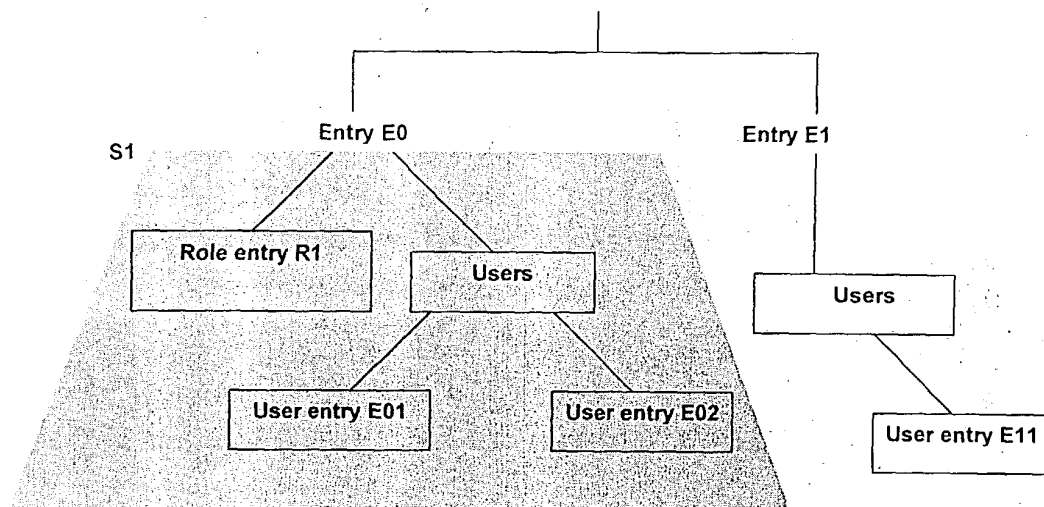 Entry E0
Entry E1
S1
Role entry R1
Users
Users
User entry E01
User entry E02
User entry E11